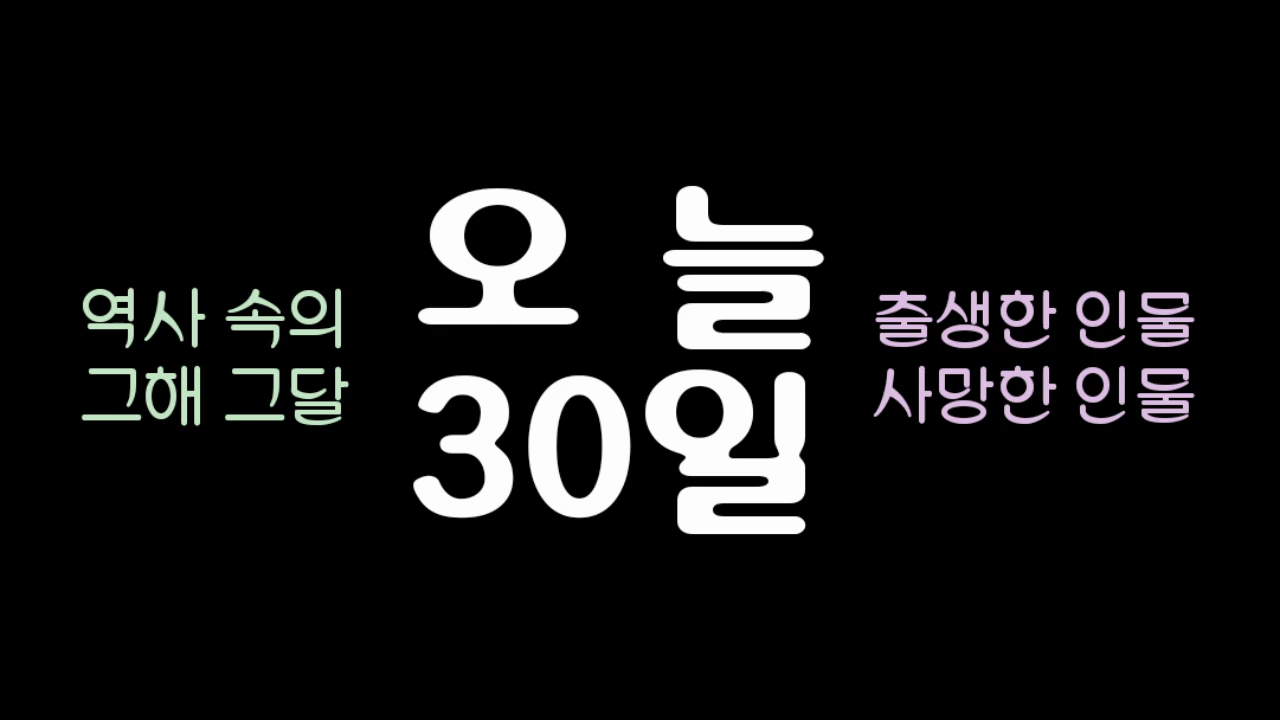 역사 속의
그해 그달
오 늘
30일
출생한 인물
사망한 인물